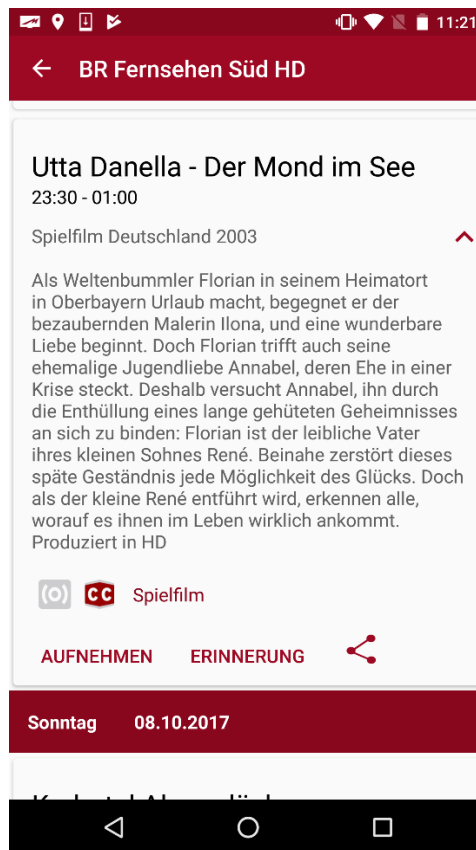 11:21
BR Fernsehen Süd HD
Utta Danella - Der Mond im See
23:30 - 01:00
Spielfilm Deutschland 2003
Als Weltenbummler Florian in seinem Heimatort
in Oberbayern Urlaub macht, begegnet er der
bezaubernden Malerin Ilona, und eine wunderbare
Liebe beginnt. Doch Florian trifft auch seine
ehemalige Jugendliebe Annabel, deren Ehe in einer
Krise steckt. Deshalb versucht Annabel, ihn durch
die Enthüllung eines lange gehüteten Geheimnisses
an sich zu binden: Florian ist der leibliche Vater
ihres kleinen Sohnes René. Beinahe zerstört dieses
späte Geständnis jede Möglichkeit des Glücks. Doch
als der kleine René entführt wird, erkennen alle,
worauf es ihnen im Leben wirklich ankommt.
Produziert in HD
CC Spielfilm
AUFNEHMEN ERINNERUNG
Sonntag 08.10.2017